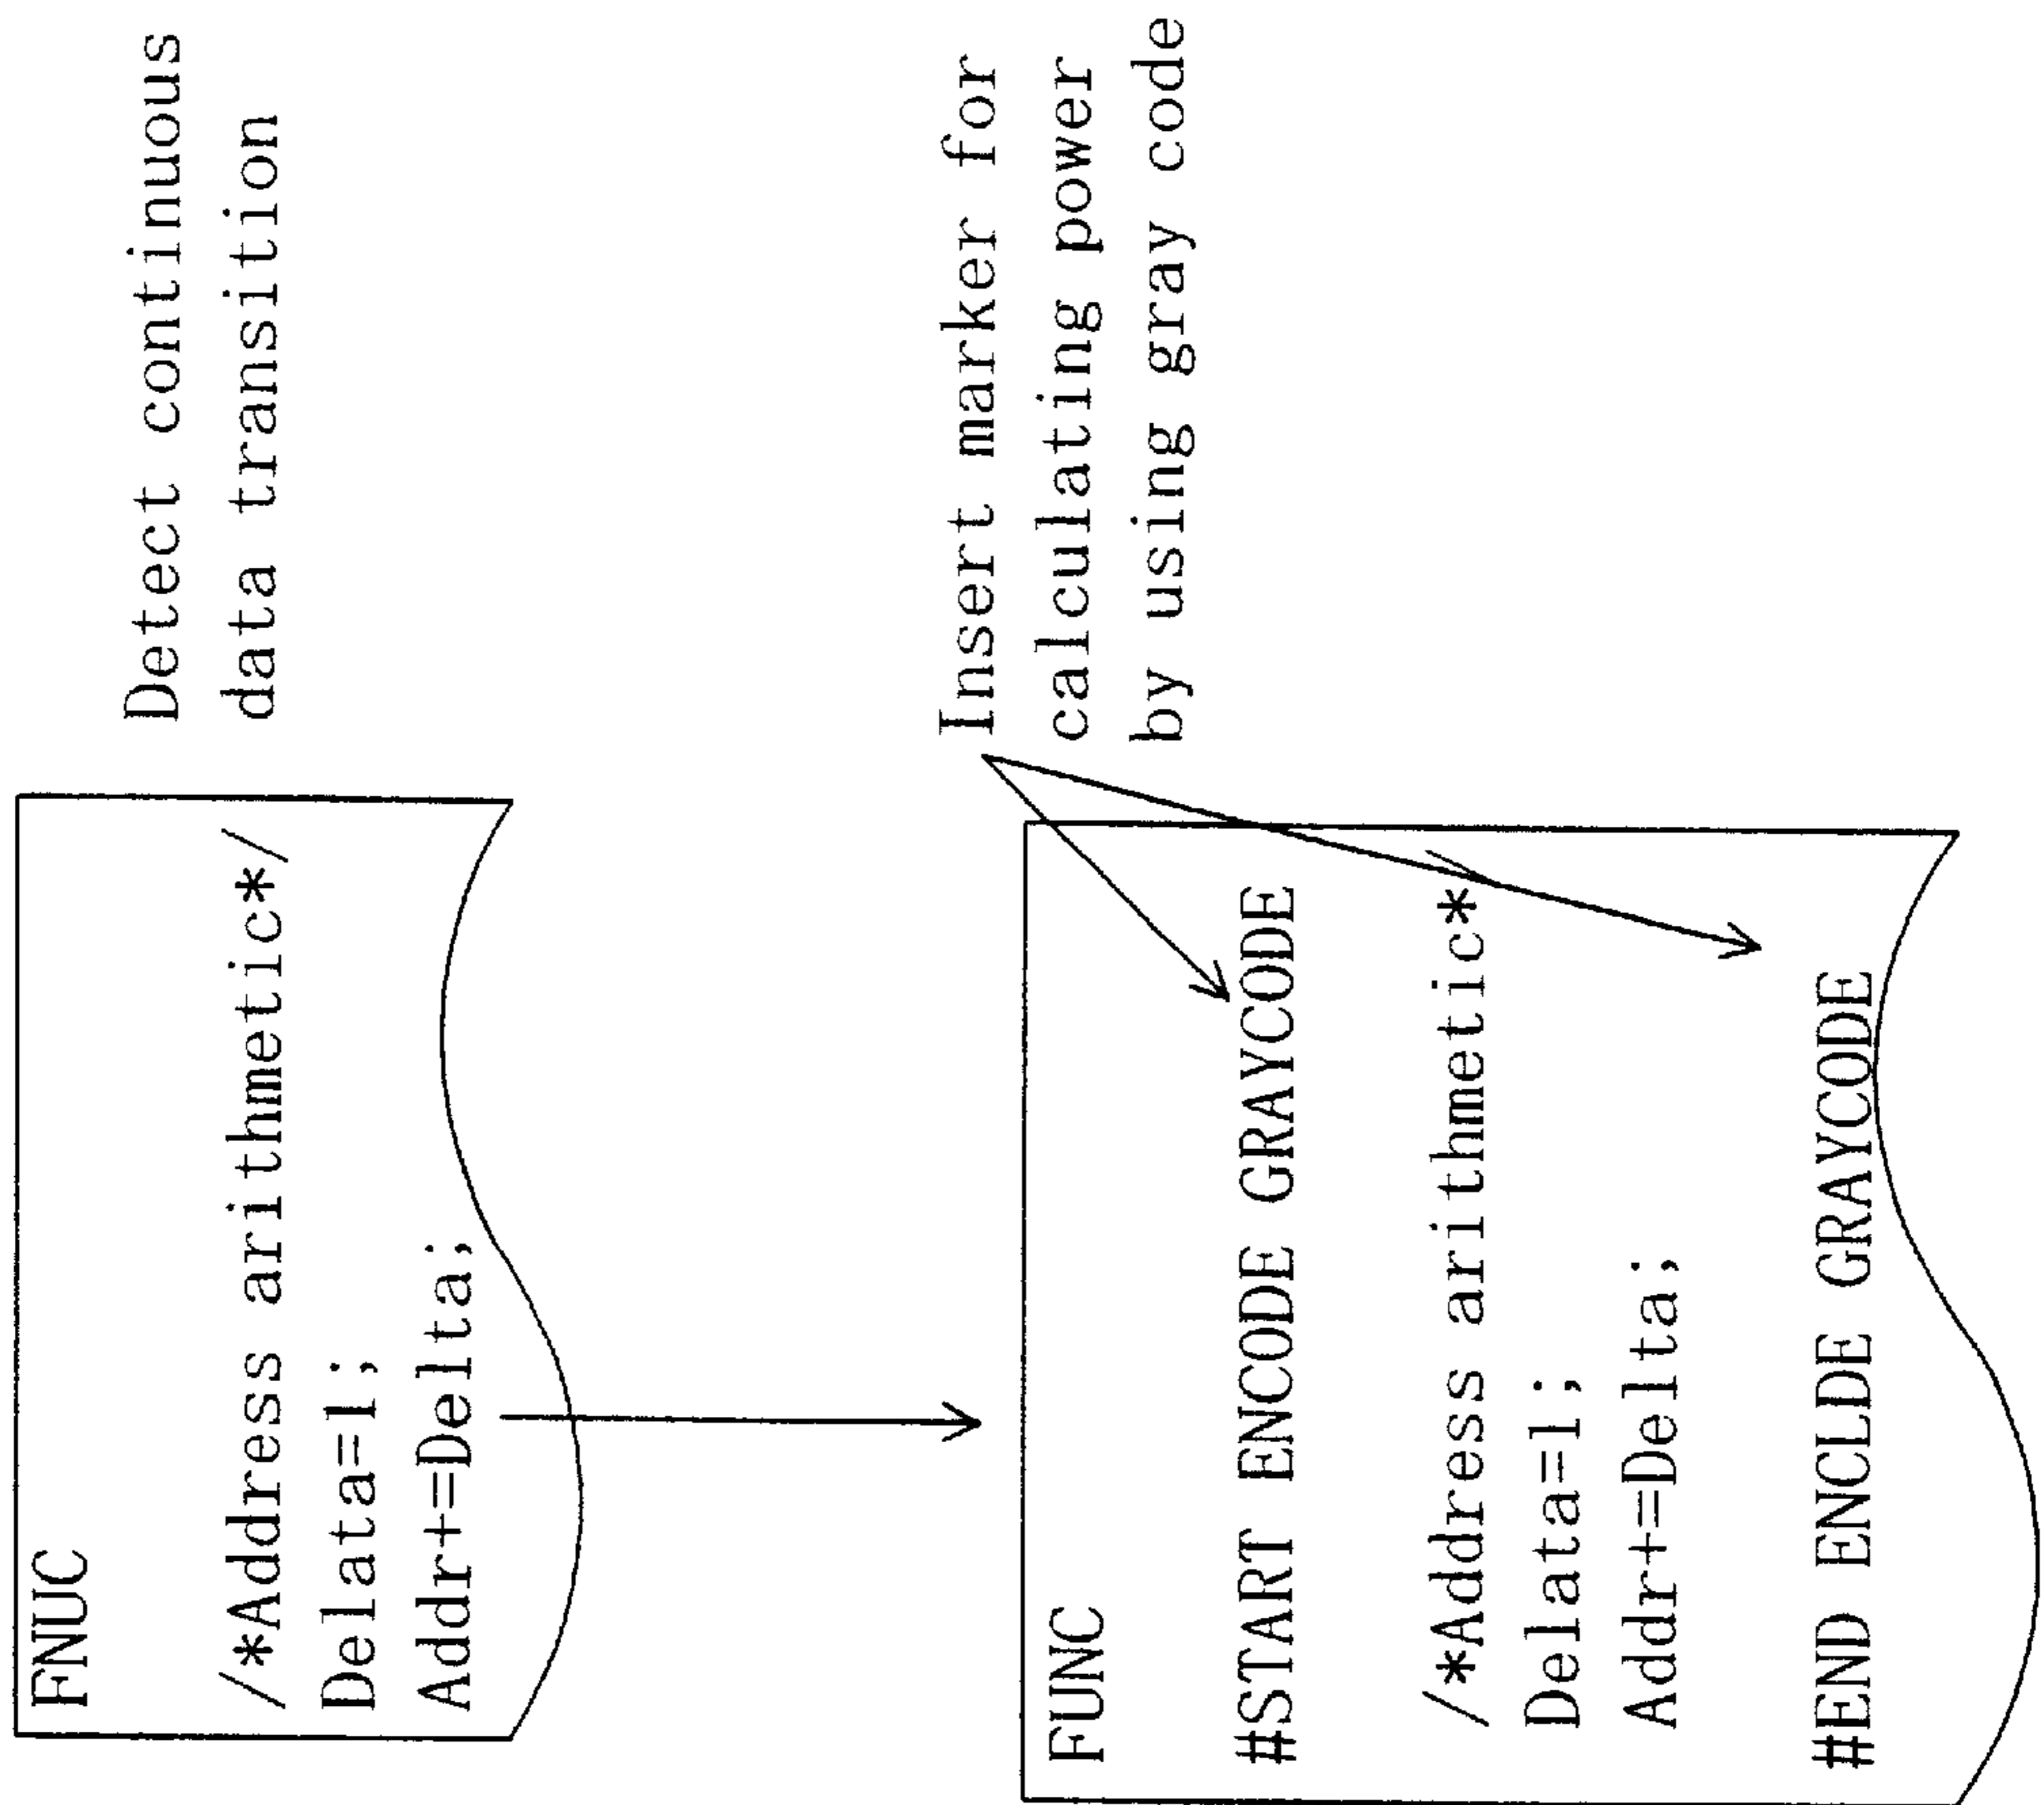 FNUC
/*Address arithmetic*/
Delata=1;
Addr+=Delta;
Detect continuous
data transition
FUNC
#START ENCODE GRAYCODE
/*Address arithmetic*/
Delata=1;
Addr+=Delta;
#END ENCLIDE GRAYCODE
Insert marker for
calculating power
by using gray code